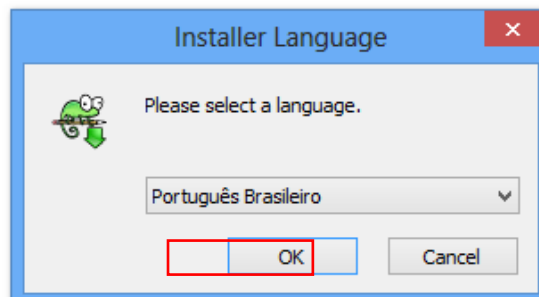 Installer Language
Please select a language.
Português Brasileiro
OK
Cancel